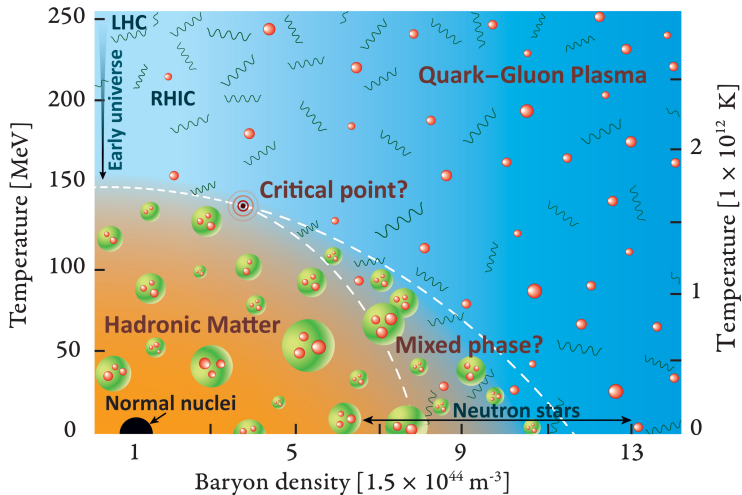 LHC
Early universe
RHIC
Quark–Gluon Plasma
Critical point?
Hadronic Matter
Mixed phase?
Normal nuclei
Neutron stars
Temperature [MeV]
250
200
150
100
50
0
Temperature [1 × 10¹² K]
2
1
0
1
5
9
13
Baryon density [1.5 × 10⁴⁴ m⁻³]